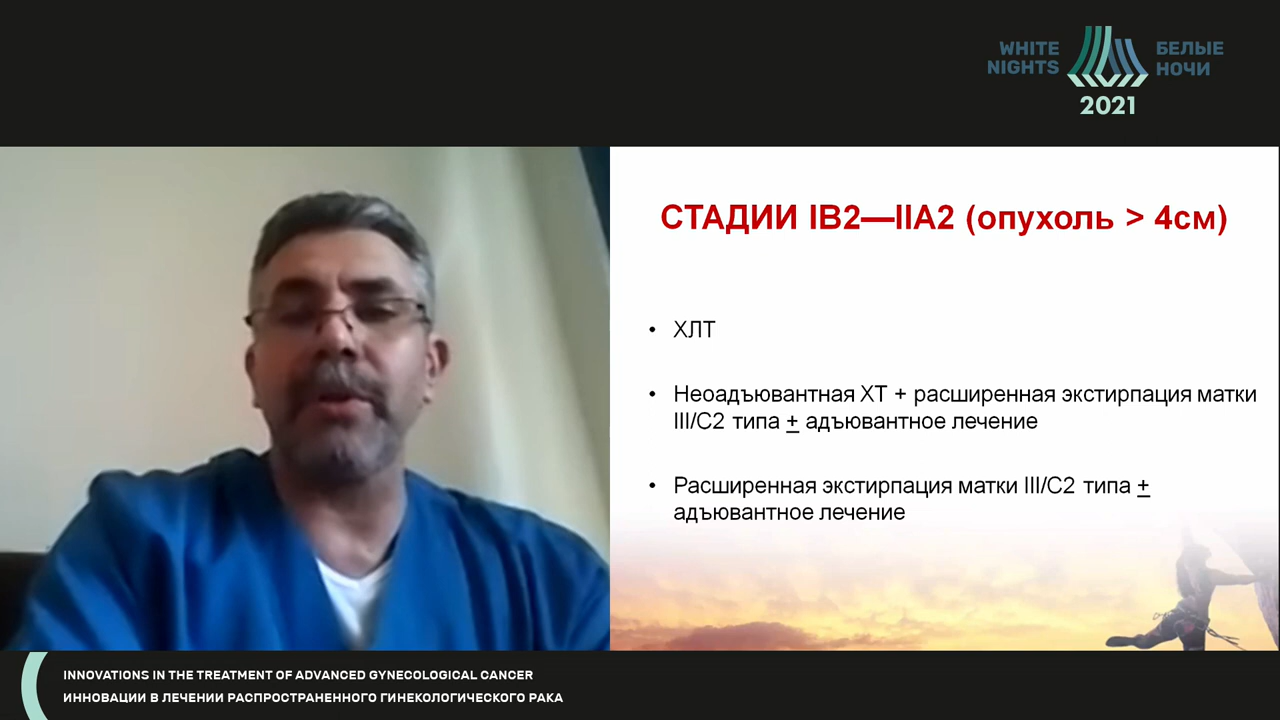 WHITE
NIGHTS
БЕЛЫЕ
НОЧИ
2021
СТАДИИ IB2—IIA2 (опухоль > 4см)
• ХЛТ
• Неоадъювантная ХТ + расширенная экстирпация матки
III/C2 типа ± адъювантное лечение
• Расширенная экстирпация матки III/C2 типа ±
адъювантное лечение
INNOVATIONS IN THE TREATMENT OF ADVANCED GYNECOLOGICAL CANCER
ИННОВАЦИИ В ЛЕЧЕНИИ РАСПРОСТРАНЕННОГО ГИНЕКОЛОГИЧЕСКОГО РАКА